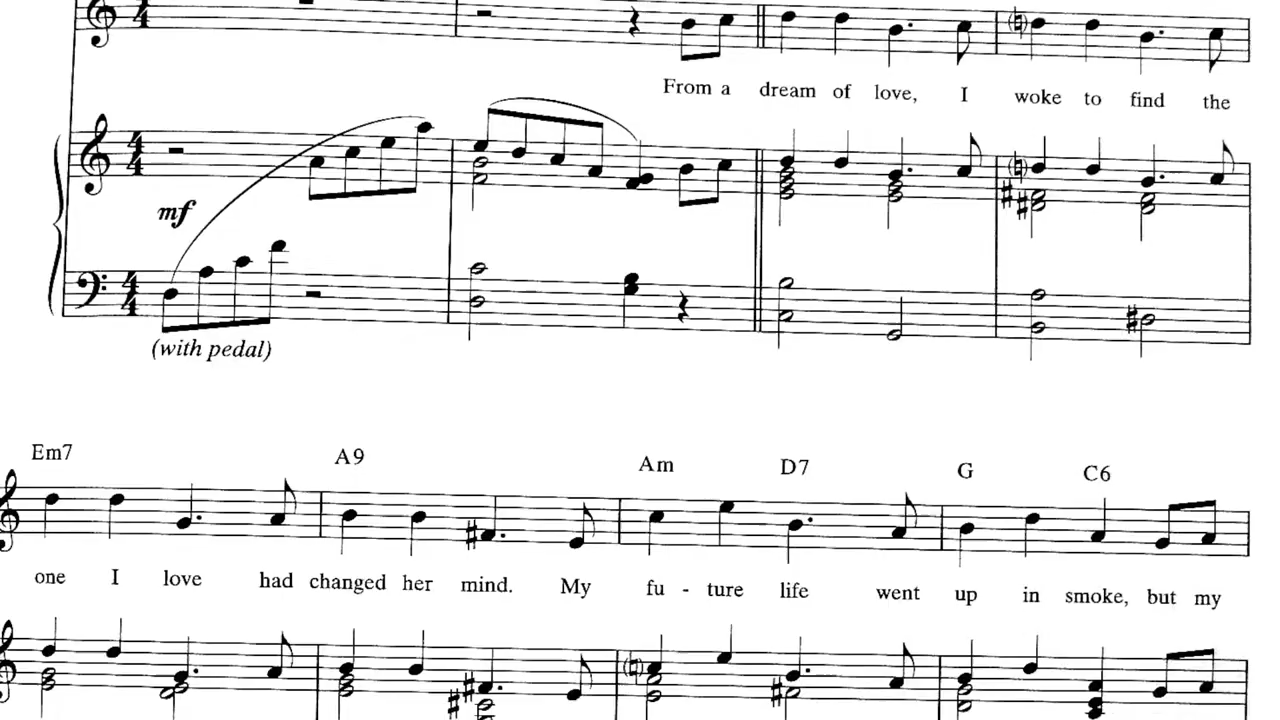 From a dream of love, I woke to find the
mf
(with pedal)
Em7 A9 Am D7 G C6
one I love had changed her mind. My fu - ture life went up in smoke, but my